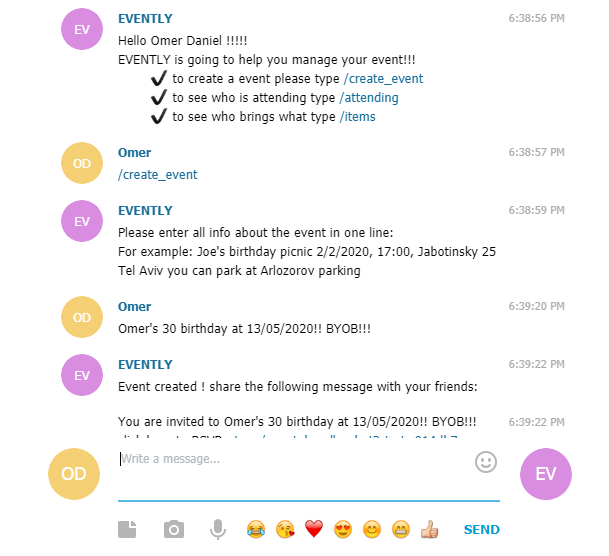 EV
EVENTLY
6:38:56 PM
Hello Omer Daniel !!!!!
EVENTLY is going to help you manage your event!!!
✔ to create a event please type /create_event
✔ to see who is attending type /attending
✔ to see who brings what type /items
OD
Omer
6:38:57 PM
/create_event
EV
EVENTLY
6:38:59 PM
Please enter all info about the event in one line:
For example: Joe's birthday picnic 2/2/2020, 17:00, Jabotinsky 25
Tel Aviv you can park at Arlozorov parking
OD
Omer
6:39:20 PM
Omer's 30 birthday at 13/05/2020!! BYOB!!!
EV
EVENTLY
6:39:22 PM
Event created ! share the following message with your friends:
You are invited to Omer's 30 birthday at 13/05/2020!! BYOB!!!
6:39:22 PM
OD
Write a message...
EV
SEND